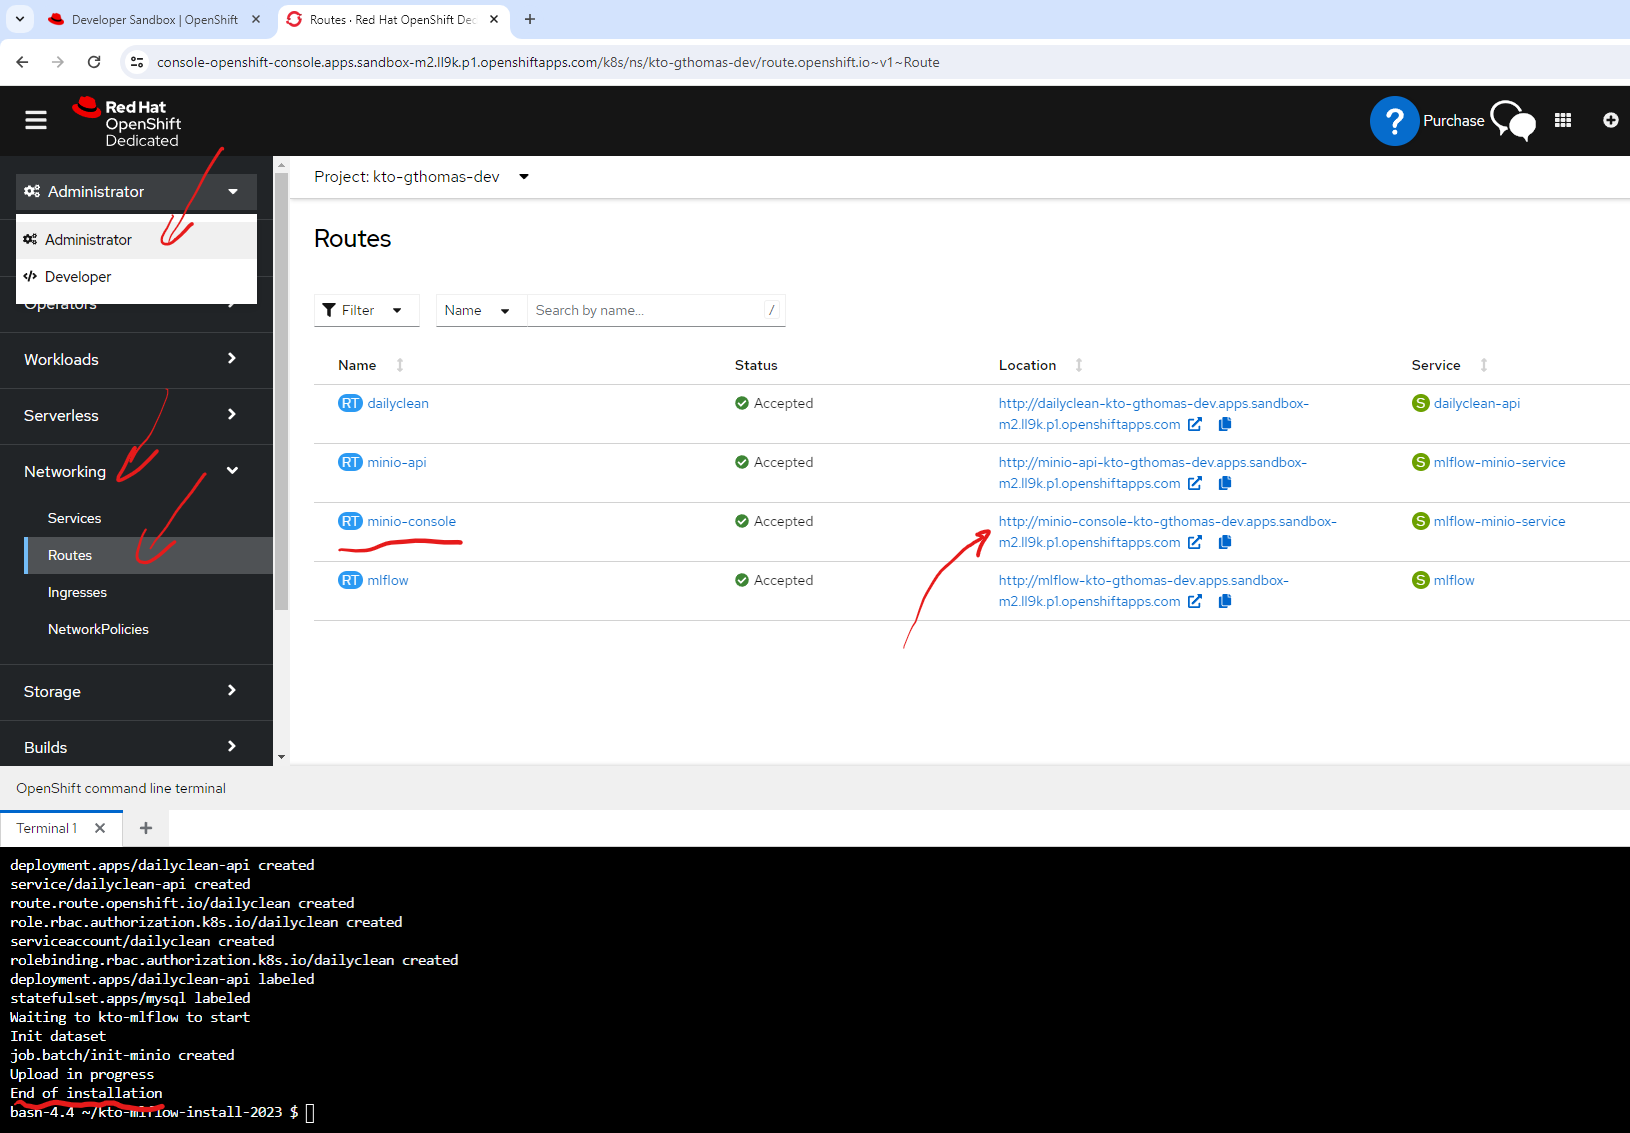 Developer Sandbox | OpenShift
Routes · Red Hat OpenShift Dec
console-openshift-console.apps.sandbox-m2.ll9k.p1.openshiftapps.com/k8s/ns/kto-gthomas-dev/route.openshift.io~v1~Route
Red Hat
OpenShift
Dedicated
? Purchase
Administrator
Administrator
Developer
Operators
Workloads
Serverless
Networking
Services
Routes
Ingresses
NetworkPolicies
Storage
Builds
Project: kto-gthomas-dev
Routes
Filter Name Search by name... /
Name Status Location Service
RT dailyclean Accepted http://dailyclean-kto-gthomas-dev.apps.sandbox- S dailyclean-api
m2.ll9k.p1.openshiftapps.com
RT minio-api Accepted http://minio-api-kto-gthomas-dev.apps.sandbox- S mlflow-minio-service
m2.ll9k.p1.openshiftapps.com
RT minio-console Accepted http://minio-console-kto-gthomas-dev.apps.sandbox- S mlflow-minio-service
m2.ll9k.p1.openshiftapps.com
RT mlflow Accepted http://mlflow-kto-gthomas-dev.apps.sandbox- S mlflow
m2.ll9k.p1.openshiftapps.com
OpenShift command line terminal
Terminal 1
deployment.apps/dailyclean-api created
service/dailyclean-api created
route.route.openshift.io/dailyclean created
role.rbac.authorization.k8s.io/dailyclean created
serviceaccount/dailyclean created
rolebinding.rbac.authorization.k8s.io/dailyclean created
deployment.apps/dailyclean-api labeled
statefulset.apps/mysql labeled
Waiting to kto-mlflow to start
Init dataset
job.batch/init-minio created
Upload in progress
End of installation
bash-4.4 ~/kto-mlflow-install-2023 $